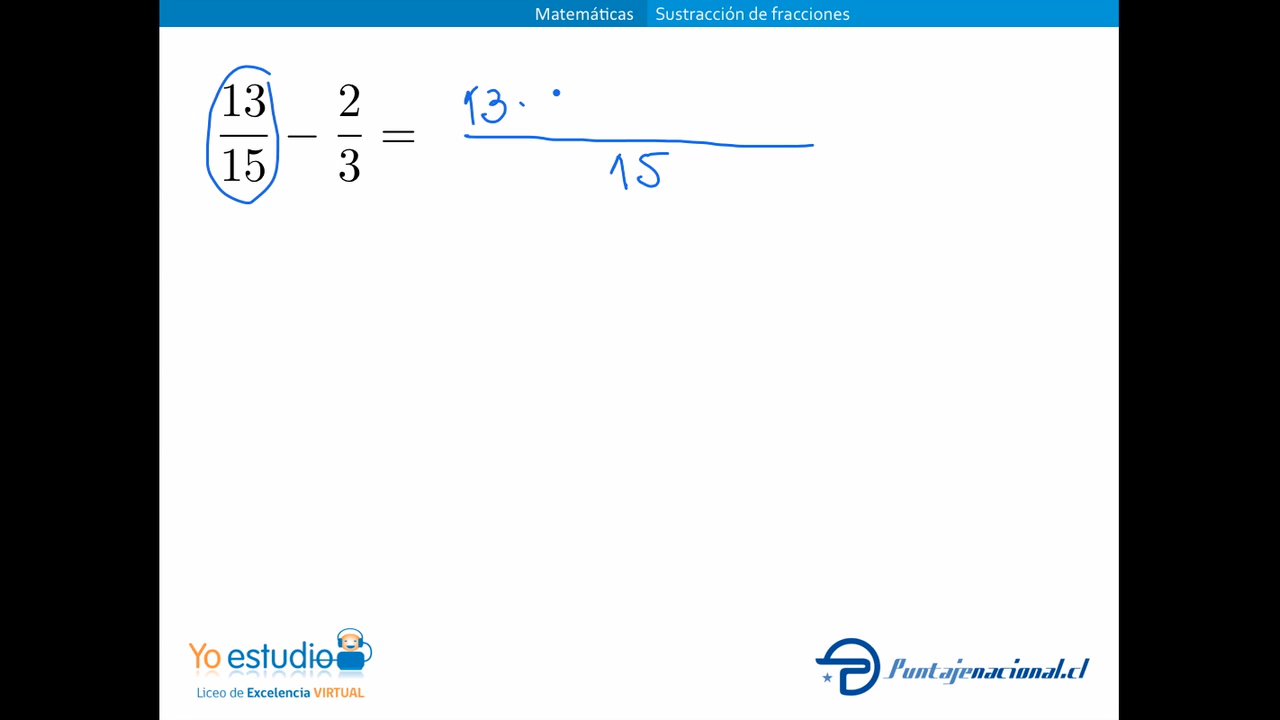 Matemáticas Sustracción de fracciones
13/15 − 2/3 = 13 · / 15
Yo estudio
Liceo de Excelencia VIRTUAL
Puntajenacional.cl